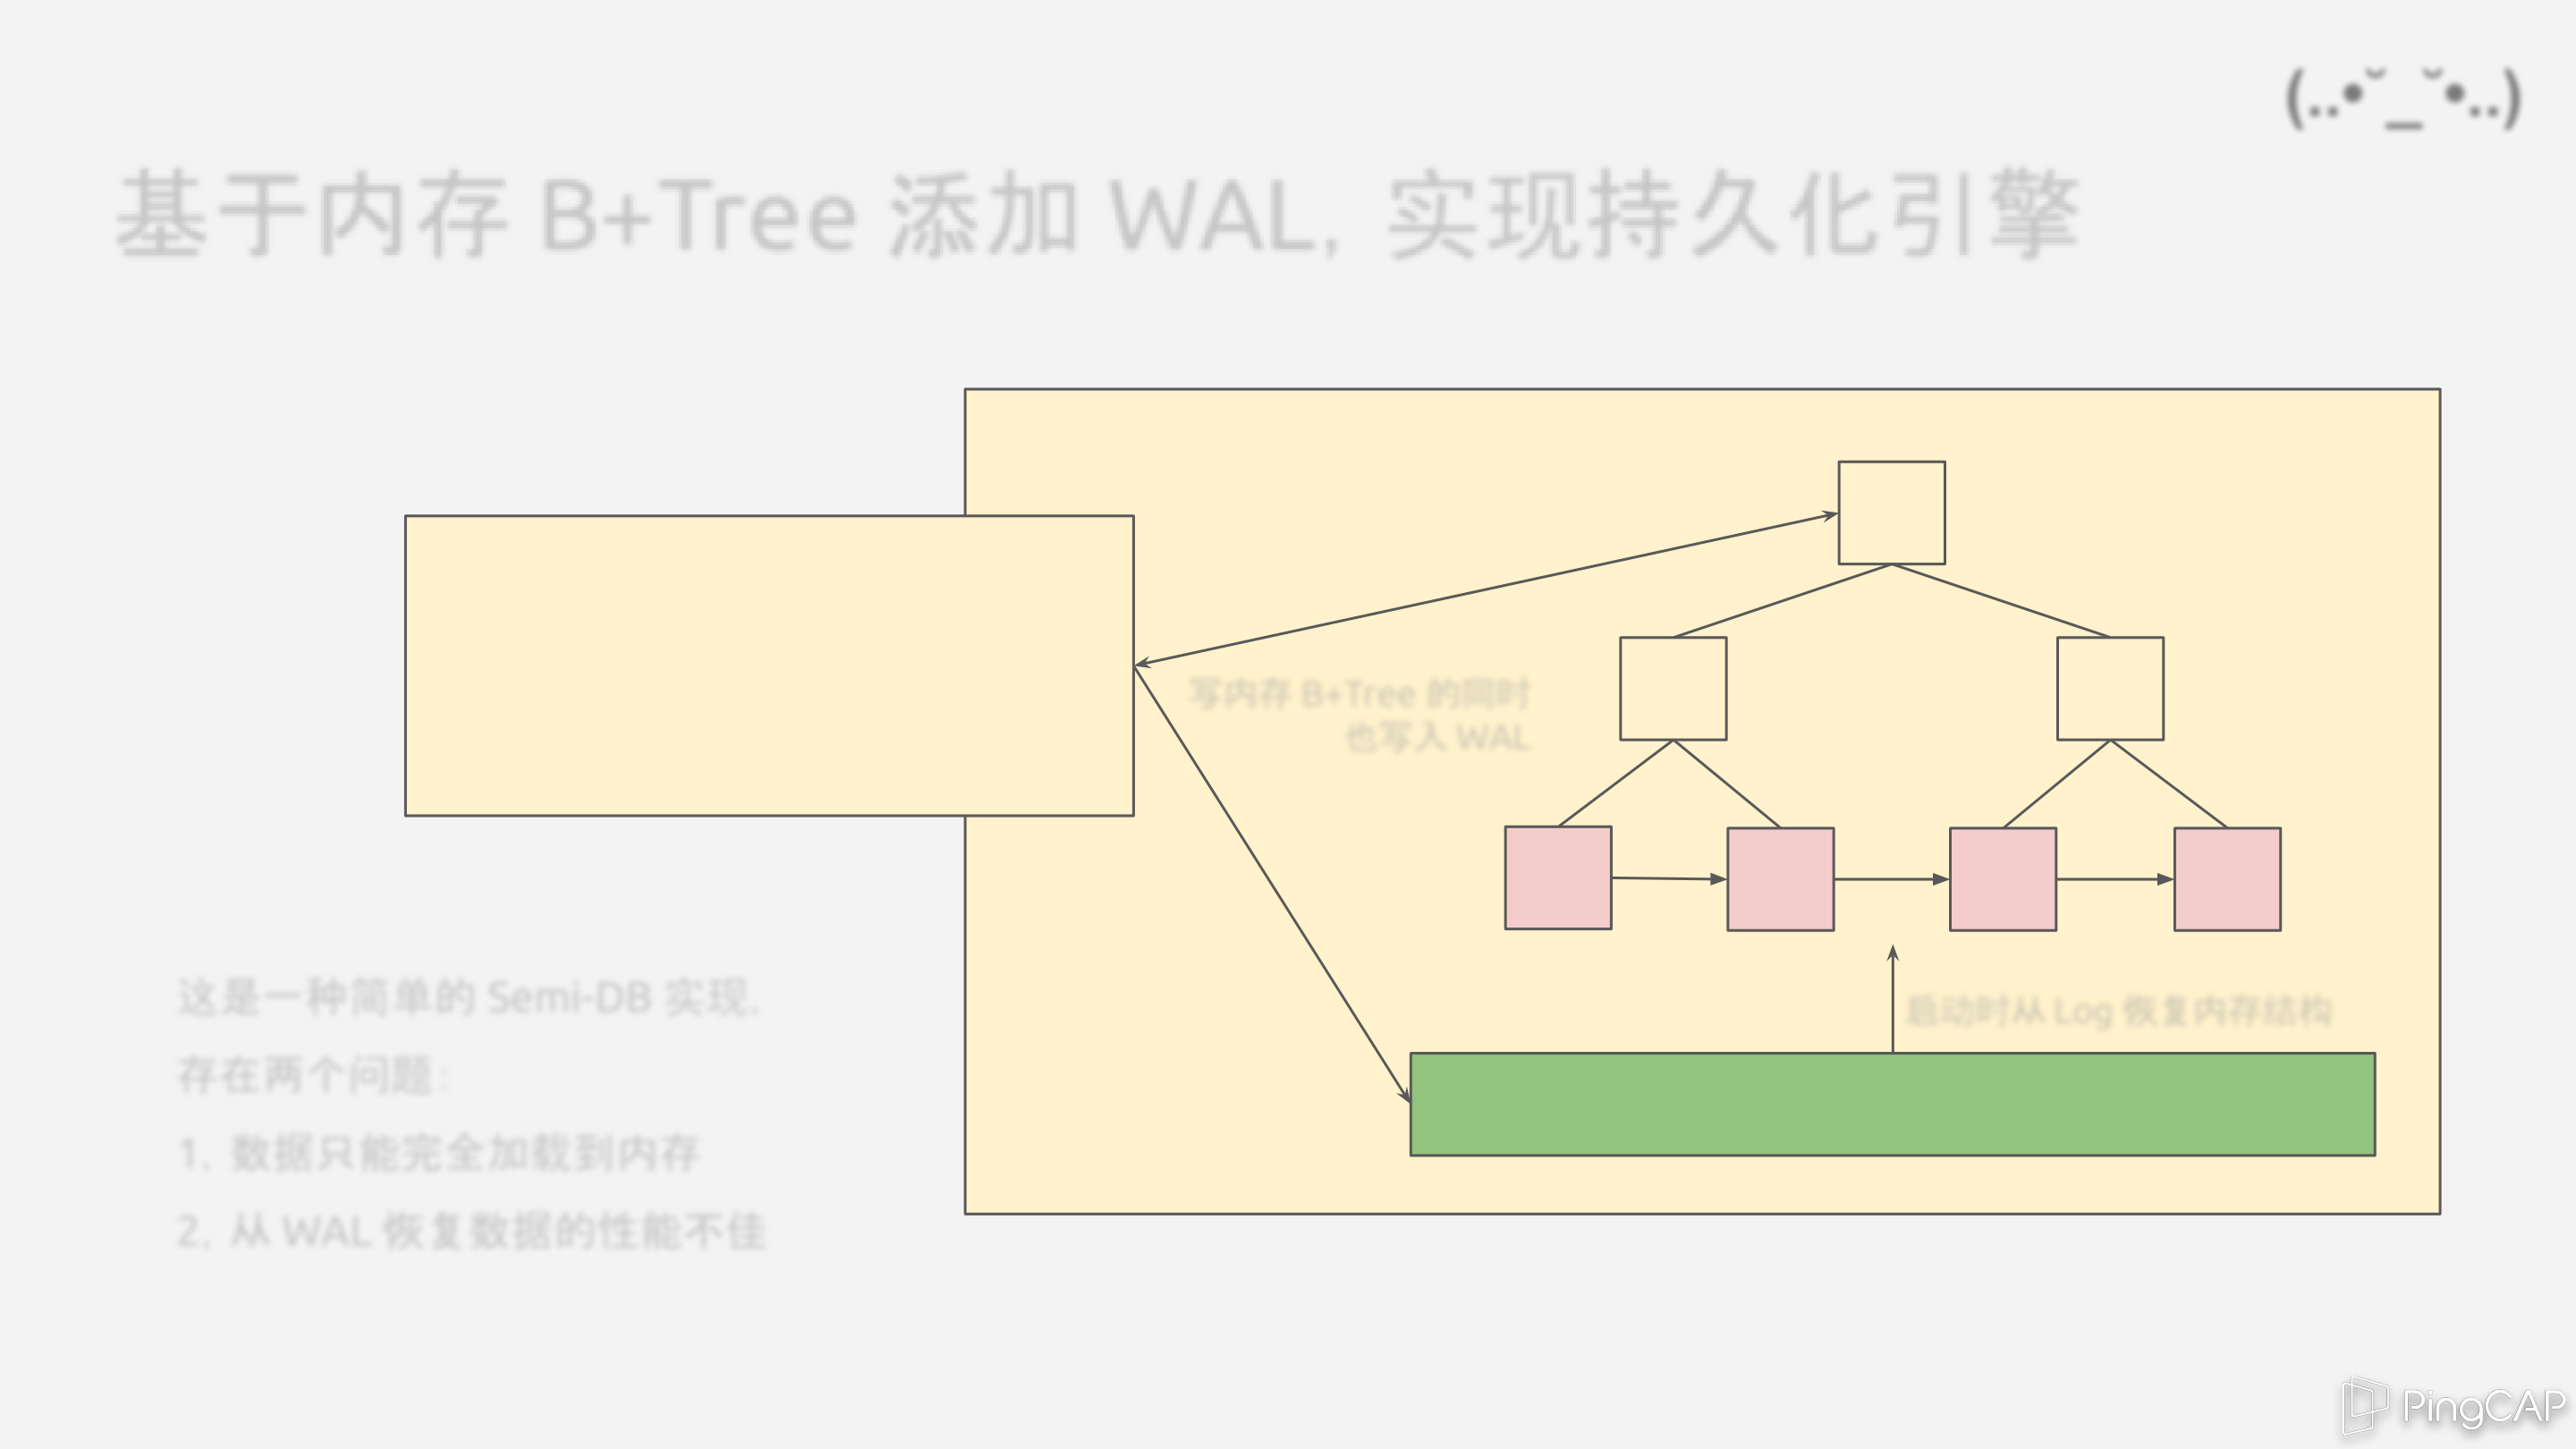 (..•˘_˘•..)
基于内存 B+Tree 添加 WAL, 实现持久化引擎
写内存 B+Tree 的同时
也写入 WAL
启动时从 Log 恢复内存结构
这是一种简单的 Semi-DB 实现.
存在两个问题:
1. 数据只能完全加载到内存
2. 从 WAL 恢复数据的性能不佳
PingCAP